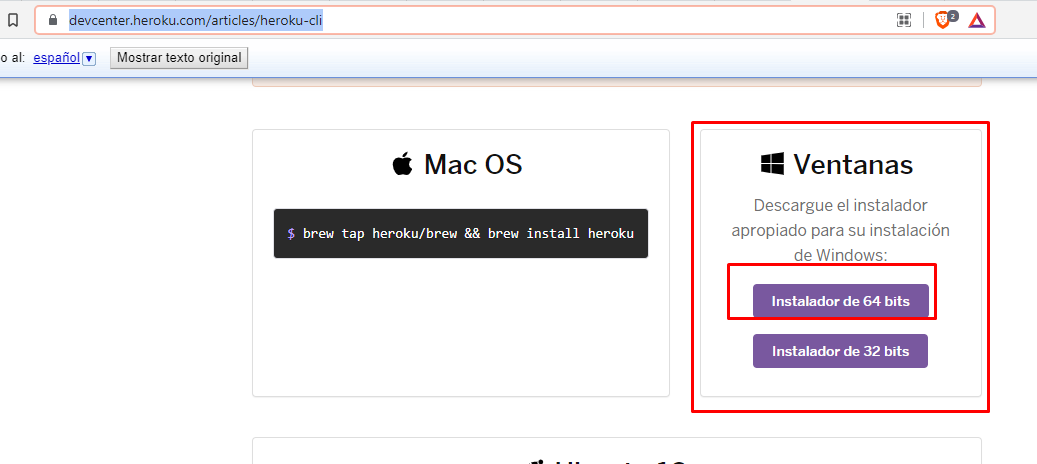 devcenter.heroku.com/articles/heroku-cli
2
o al: español Mostrar texto original
Mac OS
$ brew tap heroku/brew && brew install heroku
Ventanas
Descargue el instalador
apropiado para su instalación
de Windows:
Instalador de 64 bits
Instalador de 32 bits